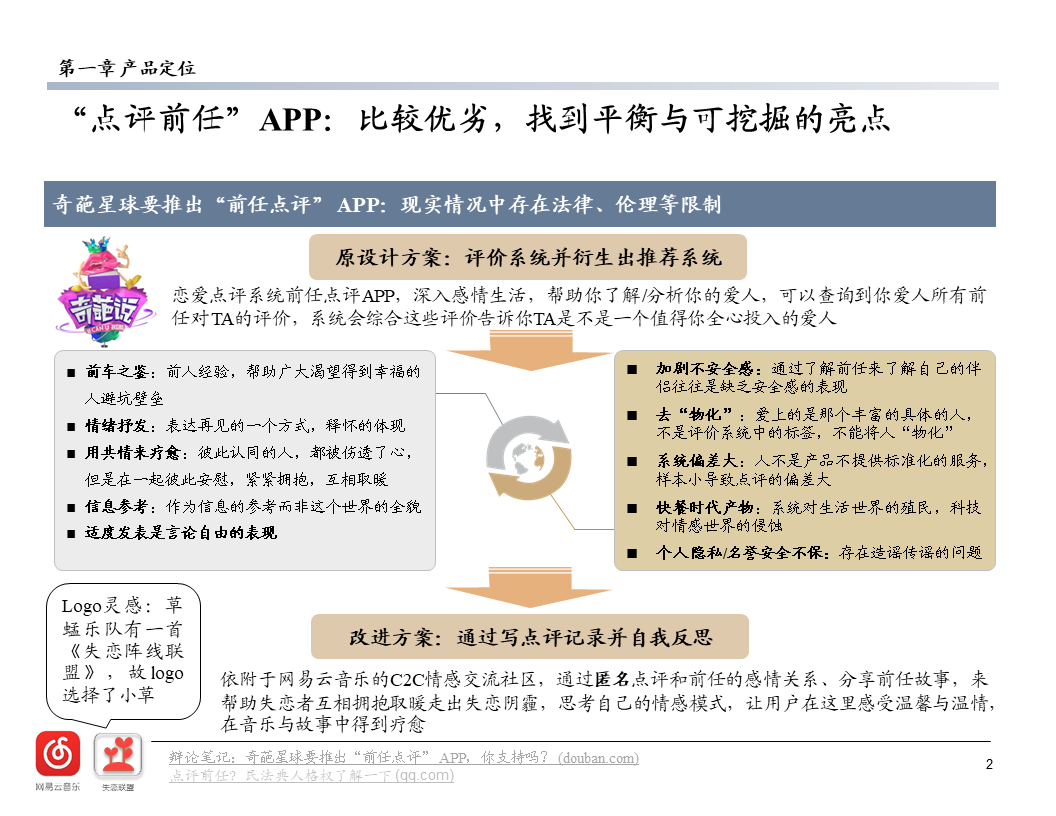 第一章 产品定位
“点评前任”APP：比较优劣，找到平衡与可挖掘的亮点
奇葩星球要推出“前任点评” APP：现实情况中存在法律、伦理等限制
原设计方案：评价系统并衍生出推荐系统
奇葩说
恋爱点评系统前任点评APP，深入感情生活，帮助你了解/分析你的爱人，可以查询到你爱人所有前
任对TA的评价，系统会综合这些评价告诉你TA是不是一个值得你全心投入的爱人
■ 前车之鉴：前人经验，帮助广大渴望得到幸福的
人避坑壁垒
■ 情绪抒发：表达再见的一个方式，释怀的体现
■ 用共情来疗愈：彼此认同的人，都被伤透了心，
但是在一起彼此安慰，紧紧拥抱，互相取暖
■ 信息参考：作为信息的参考而非这个世界的全貌
■ 适度发表是言论自由的表现
■ 加剧不安全感：通过了解前任来了解自己的伴
侣往往是缺乏安全感的表现
■ 去“物化”：爱上的是那个丰富的具体的人，
不是评价系统中的标签，不能将人“物化”
■ 系统偏差大：人不是产品不提供标准化的服务，
样本小导致点评的偏差大
■ 快餐时代产物：系统对生活世界的殖民，科技
对情感世界的侵蚀
■ 个人隐私/名誉安全不保：存在造谣传谣的问题
改进方案：通过写点评记录并自我反思
Logo灵感：草
蜢乐队有一首
《失恋阵线联
盟》，故logo
选择了小草
依附于网易云音乐的C2C情感交流社区，通过匿名点评和前任的感情关系、分享前任故事，来
帮助失恋者互相拥抱取暖走出失恋阴霾，思考自己的情感模式，让用户在这里感受温馨与温情，
在音乐与故事中得到疗愈
网易云音乐
失恋联盟
辩论笔记：奇葩星球要推出“前任点评” APP，你支持吗？ (douban.com)
点评前任？民法典人格权了解一下 (qq.com)
2